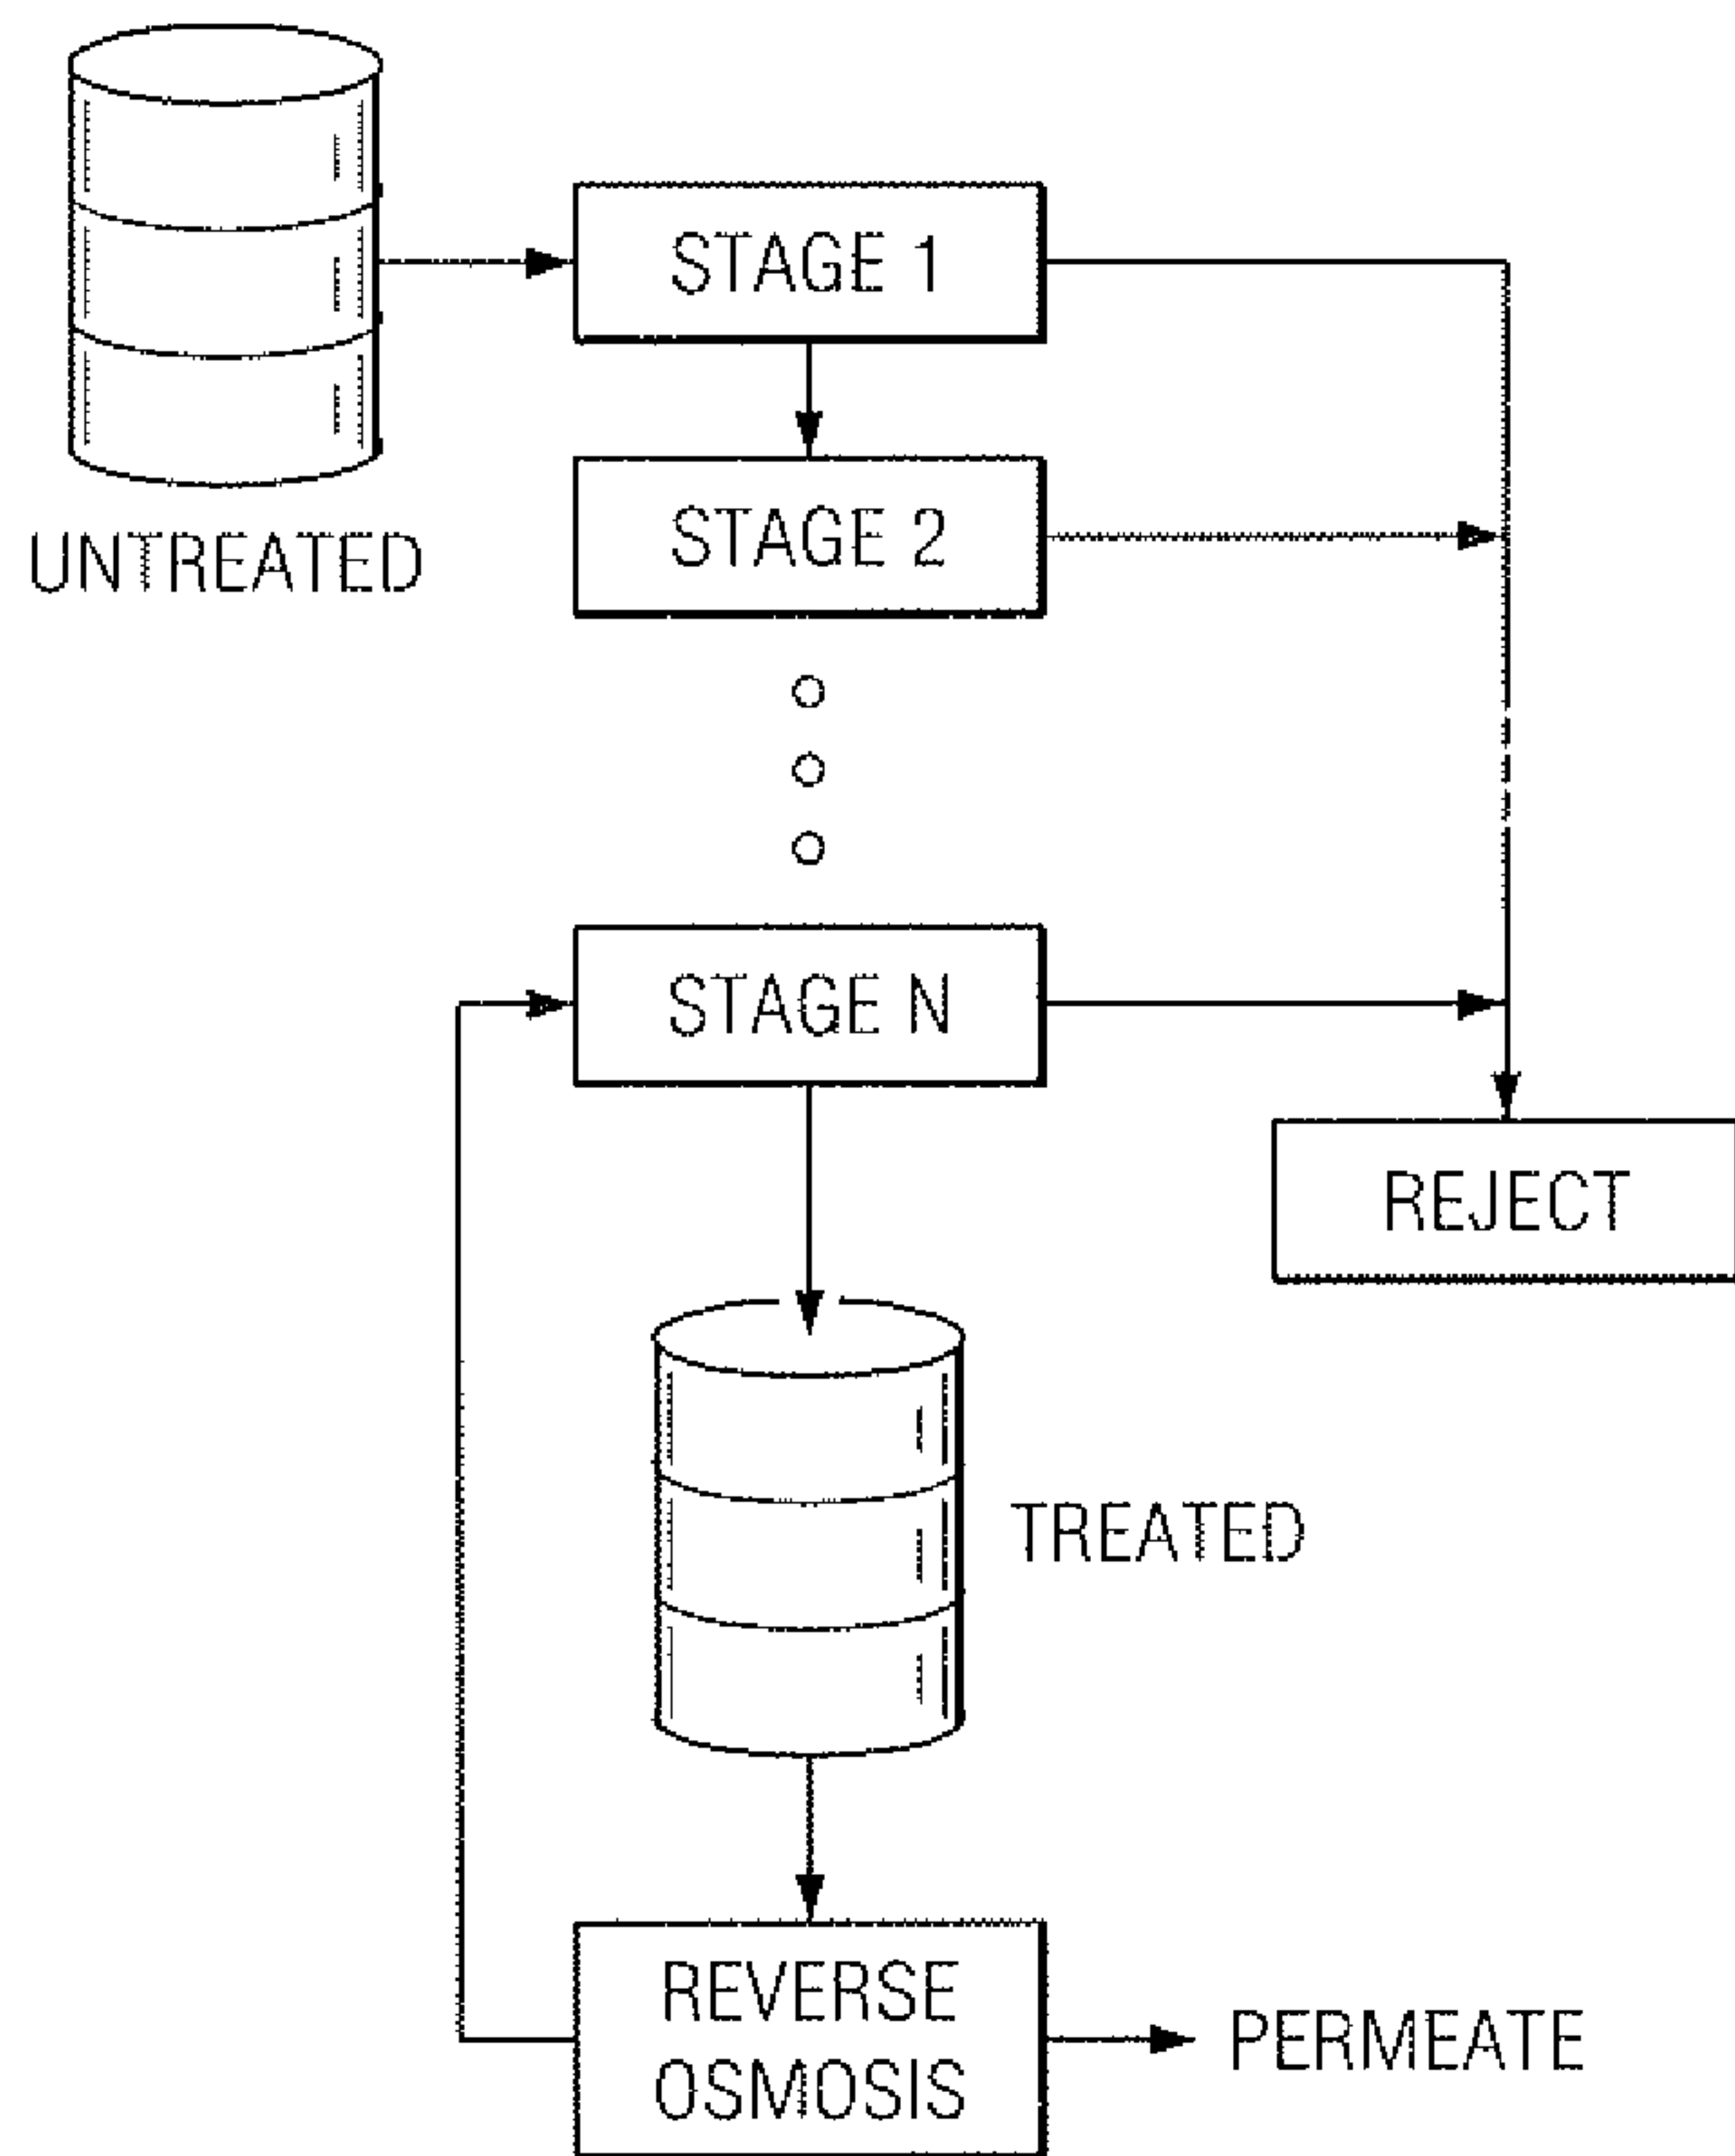 STAGE 1
UNTREATED
STAGE 2
STAGE N
REJECT
TREATED
REVERSE
OSMOSIS
PERMEATE